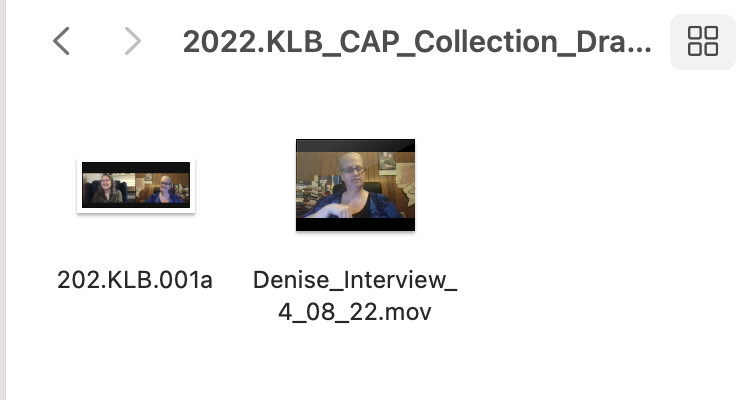 2022.KLB_CAP_Collection_Dra...
202.KLB.001a
Denise_Interview_
4_08_22.mov